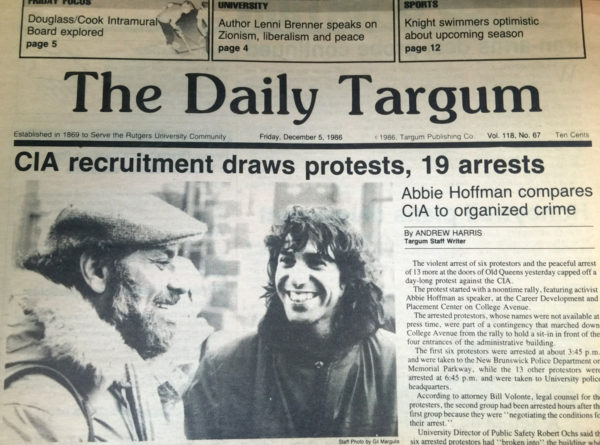 FRIDAY FOCUS
Douglass/Cook Intramural
Board explored
page 5
UNIVERSITY
Author Lenni Brenner speaks on
Zionism, liberalism and peace
page 4
SPORTS
Knight swimmers optimistic
about upcoming season
page 12
The Daily Targum
Established in 1869 to Serve the Rutgers University Community
Friday, December 5, 1986
©1986, Targum Publishing Co.
Vol. 118, No. 67
Ten Cents
CIA recruitment draws protests, 19 arrests
Abbie Hoffman compares
CIA to organized crime
By ANDREW HARRIS
Targum Staff Writer
The violent arrest of six protestors and the peaceful arrest
of 13 more at the doors of Old Queens yesterday capped off a
day-long protest against the CIA.
The protest started with a noontime rally, featuring activist
Abbie Hoffman as speaker, at the Career Development and
Placement Center on College Avenue.
The arrested protestors, whose names were not available at
press time, were part of a contingency that marched down
College Avenue from the rally to hold a sit-in in front of the
four entrances of the administrative building.
The first six protestors were arrested at about 3:45 p.m.
and were taken to the New Brunswick Police Department on
Memorial Parkway, while the 13 other protestors were
arrested at 6:45 p.m. and were taken to University police
headquarters.
According to attorney Bill Volonte, legal counsel for the
protesters, the second group had been arrested hours after the
first group because they were "negotiating the conditions fo
their arrest."
University Director of Public Safety Robert Ochs said th
six arrested protestors had "broken into" the building wh
Staff Photo by Gil Margulis